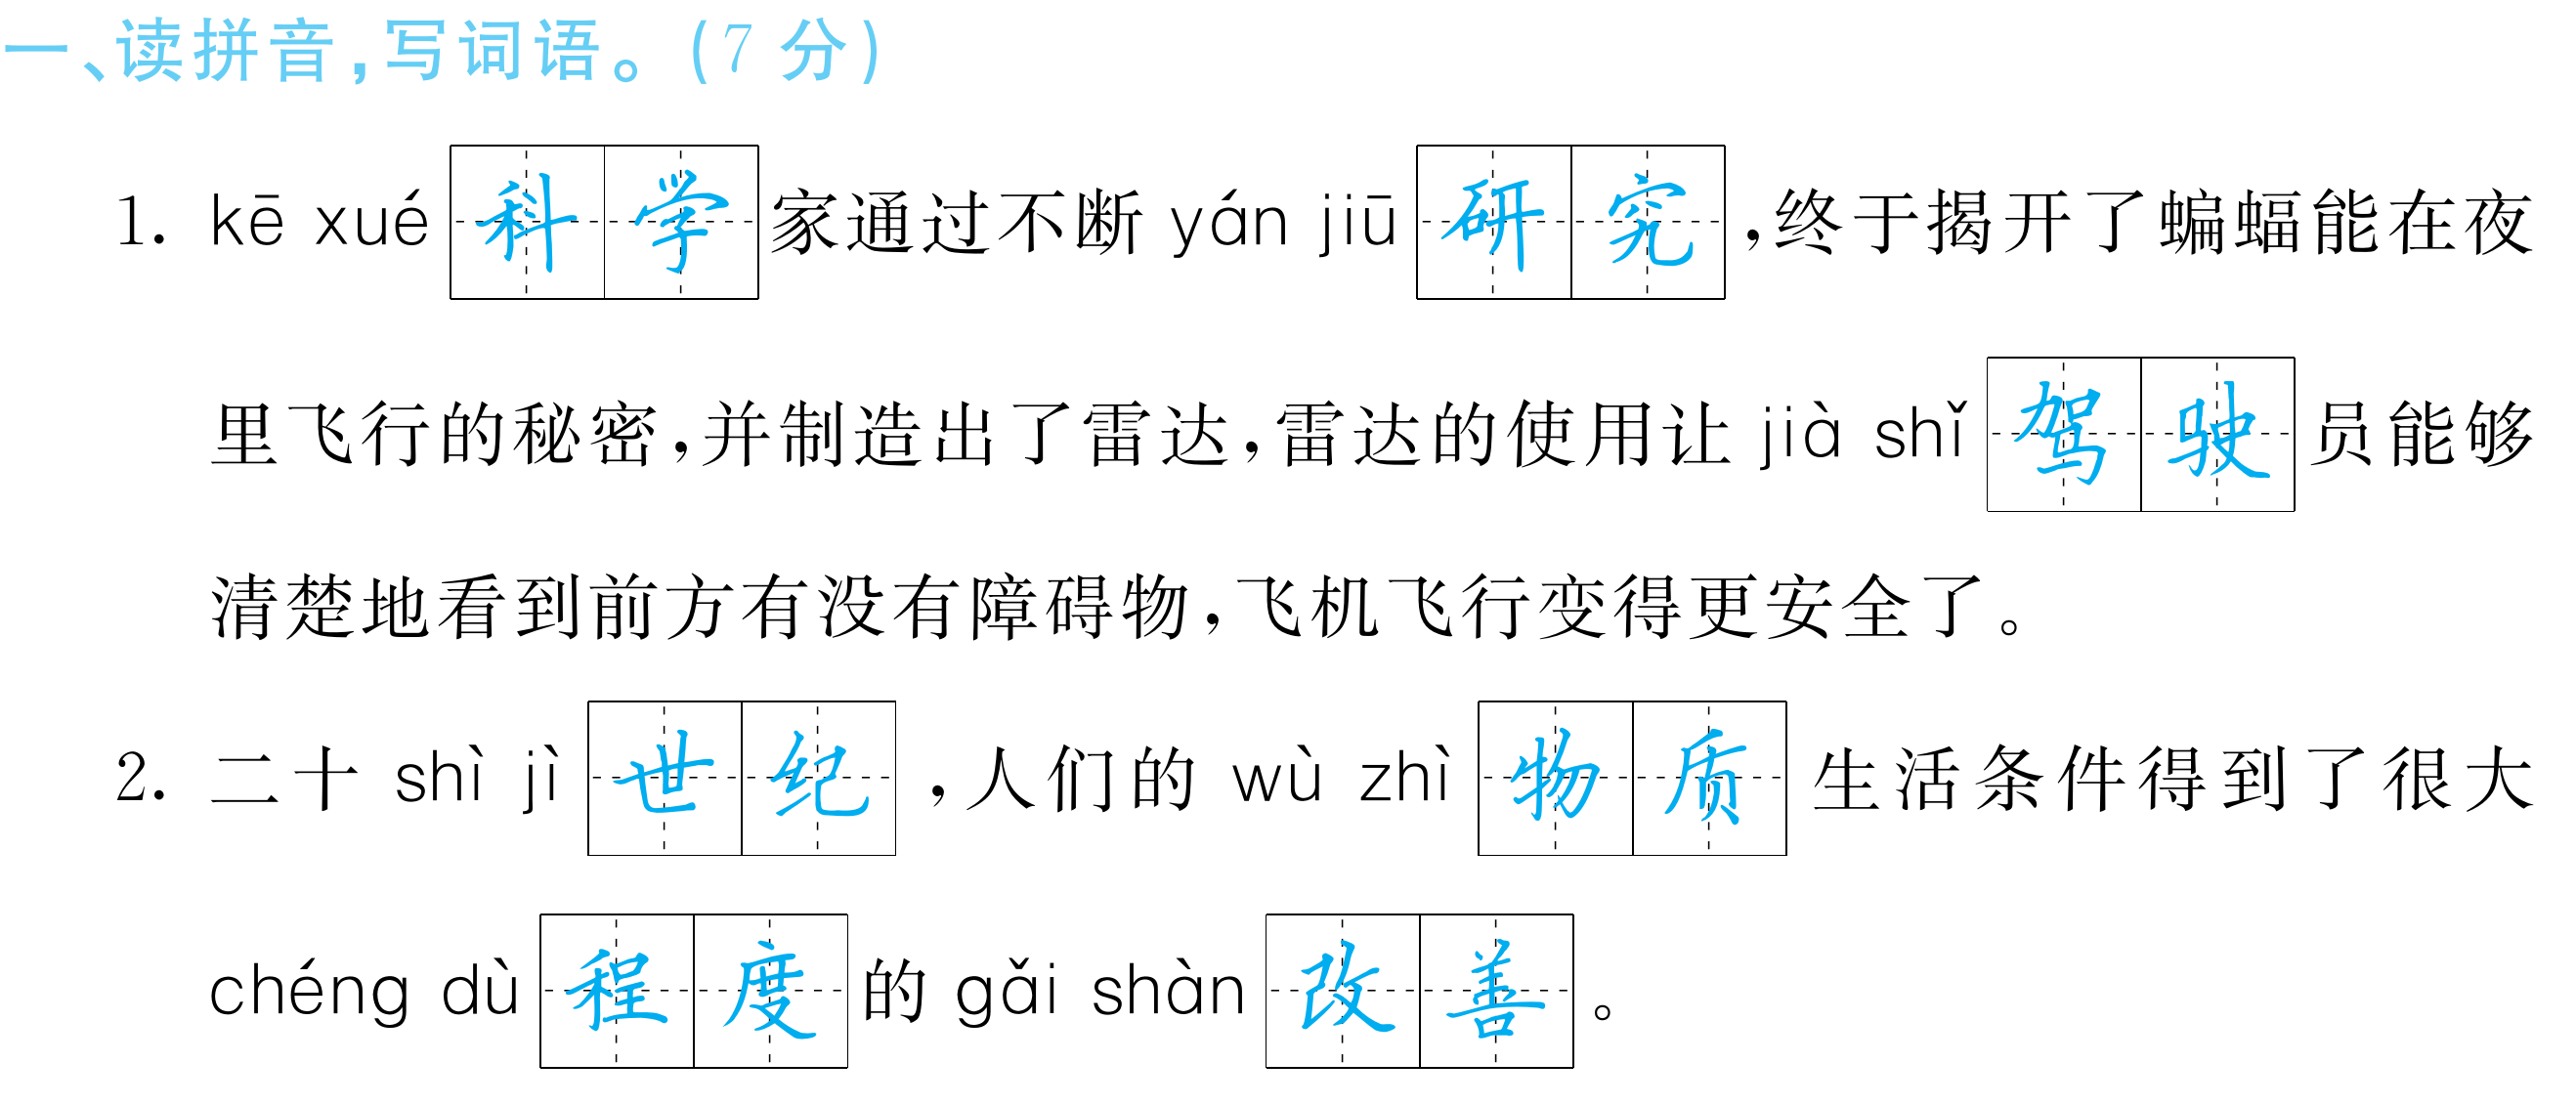 一、读拼音,写词语。(7 分)
1. kē xué 科学家通过不断 yán jiū 研究,终于揭开了蝙蝠能在夜
里飞行的秘密,并制造出了雷达,雷达的使用让 jià shǐ 驾驶员能够
清楚地看到前方有没有障碍物,飞机飞行变得更安全了。
2. 二十 shì jì 世纪,人们的 wù zhì 物质生活条件得到了很大
chéng dù 程度的 gǎi shàn 改善。